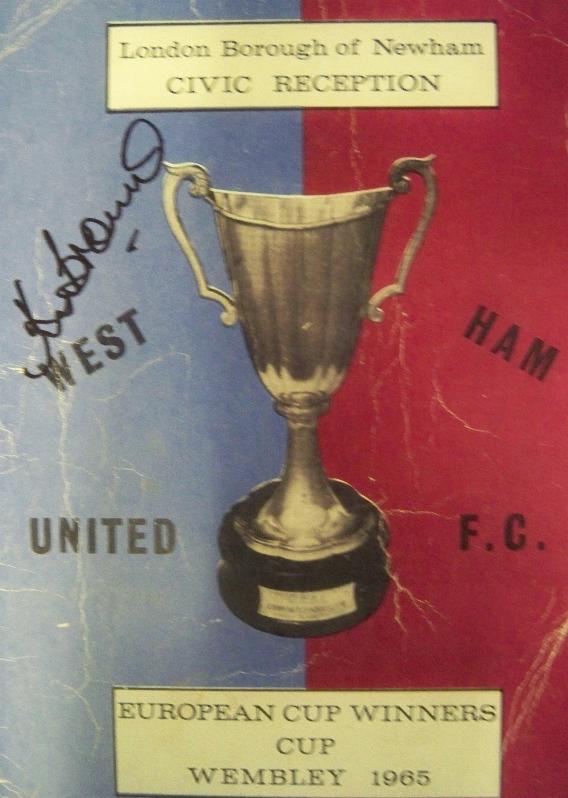 London Borough of Newham
CIVIC RECEPTION
WEST HAM
UNITED F.C.
EUROPEAN CUP WINNERS
CUP
WEMBLEY 1965